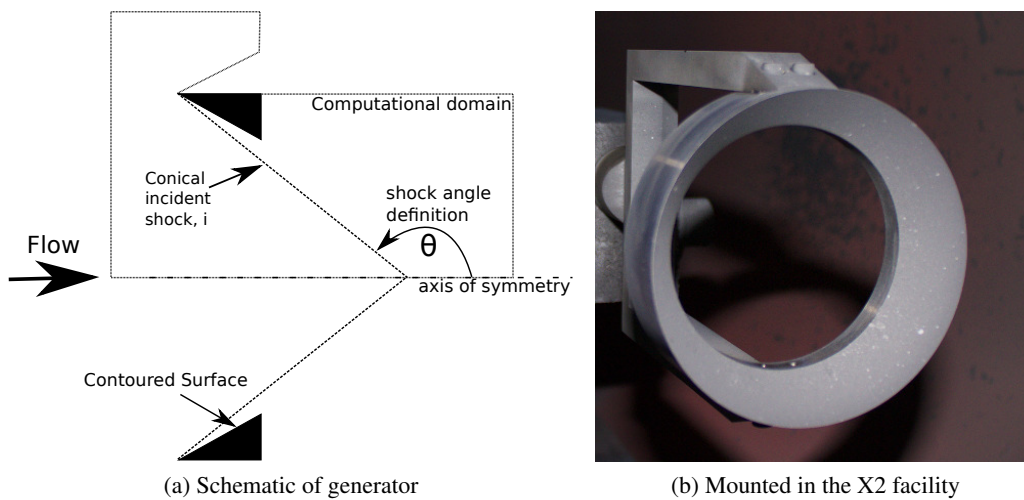 Computational domain
Conical
incident
shock, i
shock angle
definition
θ
Flow
axis of symmetry
Contoured Surface
(a) Schematic of generator
(b) Mounted in the X2 facility